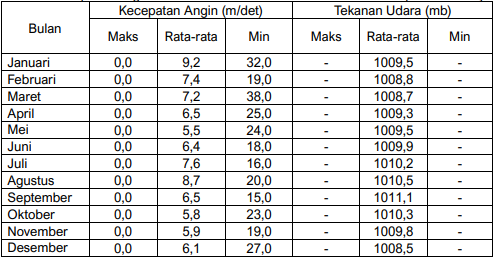 Bulan Kecepatan Angin (m/det) Tekanan Udara (mb)
Maks Rata-rata Min Maks Rata-rata Min
Januari 0,0 9,2 32,0 - 1009,5 -
Februari 0,0 7,4 19,0 - 1008,8 -
Maret 0,0 7,2 38,0 - 1008,7 -
April 0,0 6,5 25,0 - 1009,3 -
Mei 0,0 5,5 24,0 - 1009,5 -
Juni 0,0 6,4 18,0 - 1009,9 -
Juli 0,0 7,6 16,0 - 1010,2 -
Agustus 0,0 8,7 20,0 - 1010,5 -
September 0,0 6,5 15,0 - 1011,1 -
Oktober 0,0 5,8 23,0 - 1010,3 -
November 0,0 5,9 19,0 - 1009,8 -
Desember 0,0 6,1 27,0 - 1008,5 -